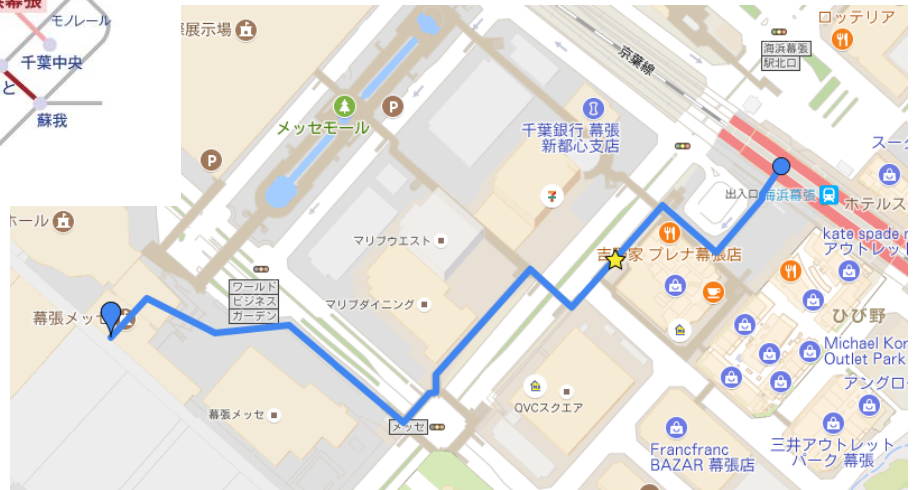 モノレール
千葉中央
と
蘇我
展示場
P
メッセモール
P
千葉銀行 幕張
新都心支店
京葉線
海浜幕張
駅北口
ロッテリア
出入口
海浜幕張
ホテルス
kate spade
アウトレッ
吉野家 プレナ幕張店
ホール
マリブウエスト
マリブダイニング
ワールド
ビジネス
ガーデン
幕張メッセ
幕張メッセ
メッセ
QVCスクエア
Francfranc
BAZAR 幕張店
ひび野
Michael Kor
Outlet Park
アングロ
三井アウトレット
パーク 幕張